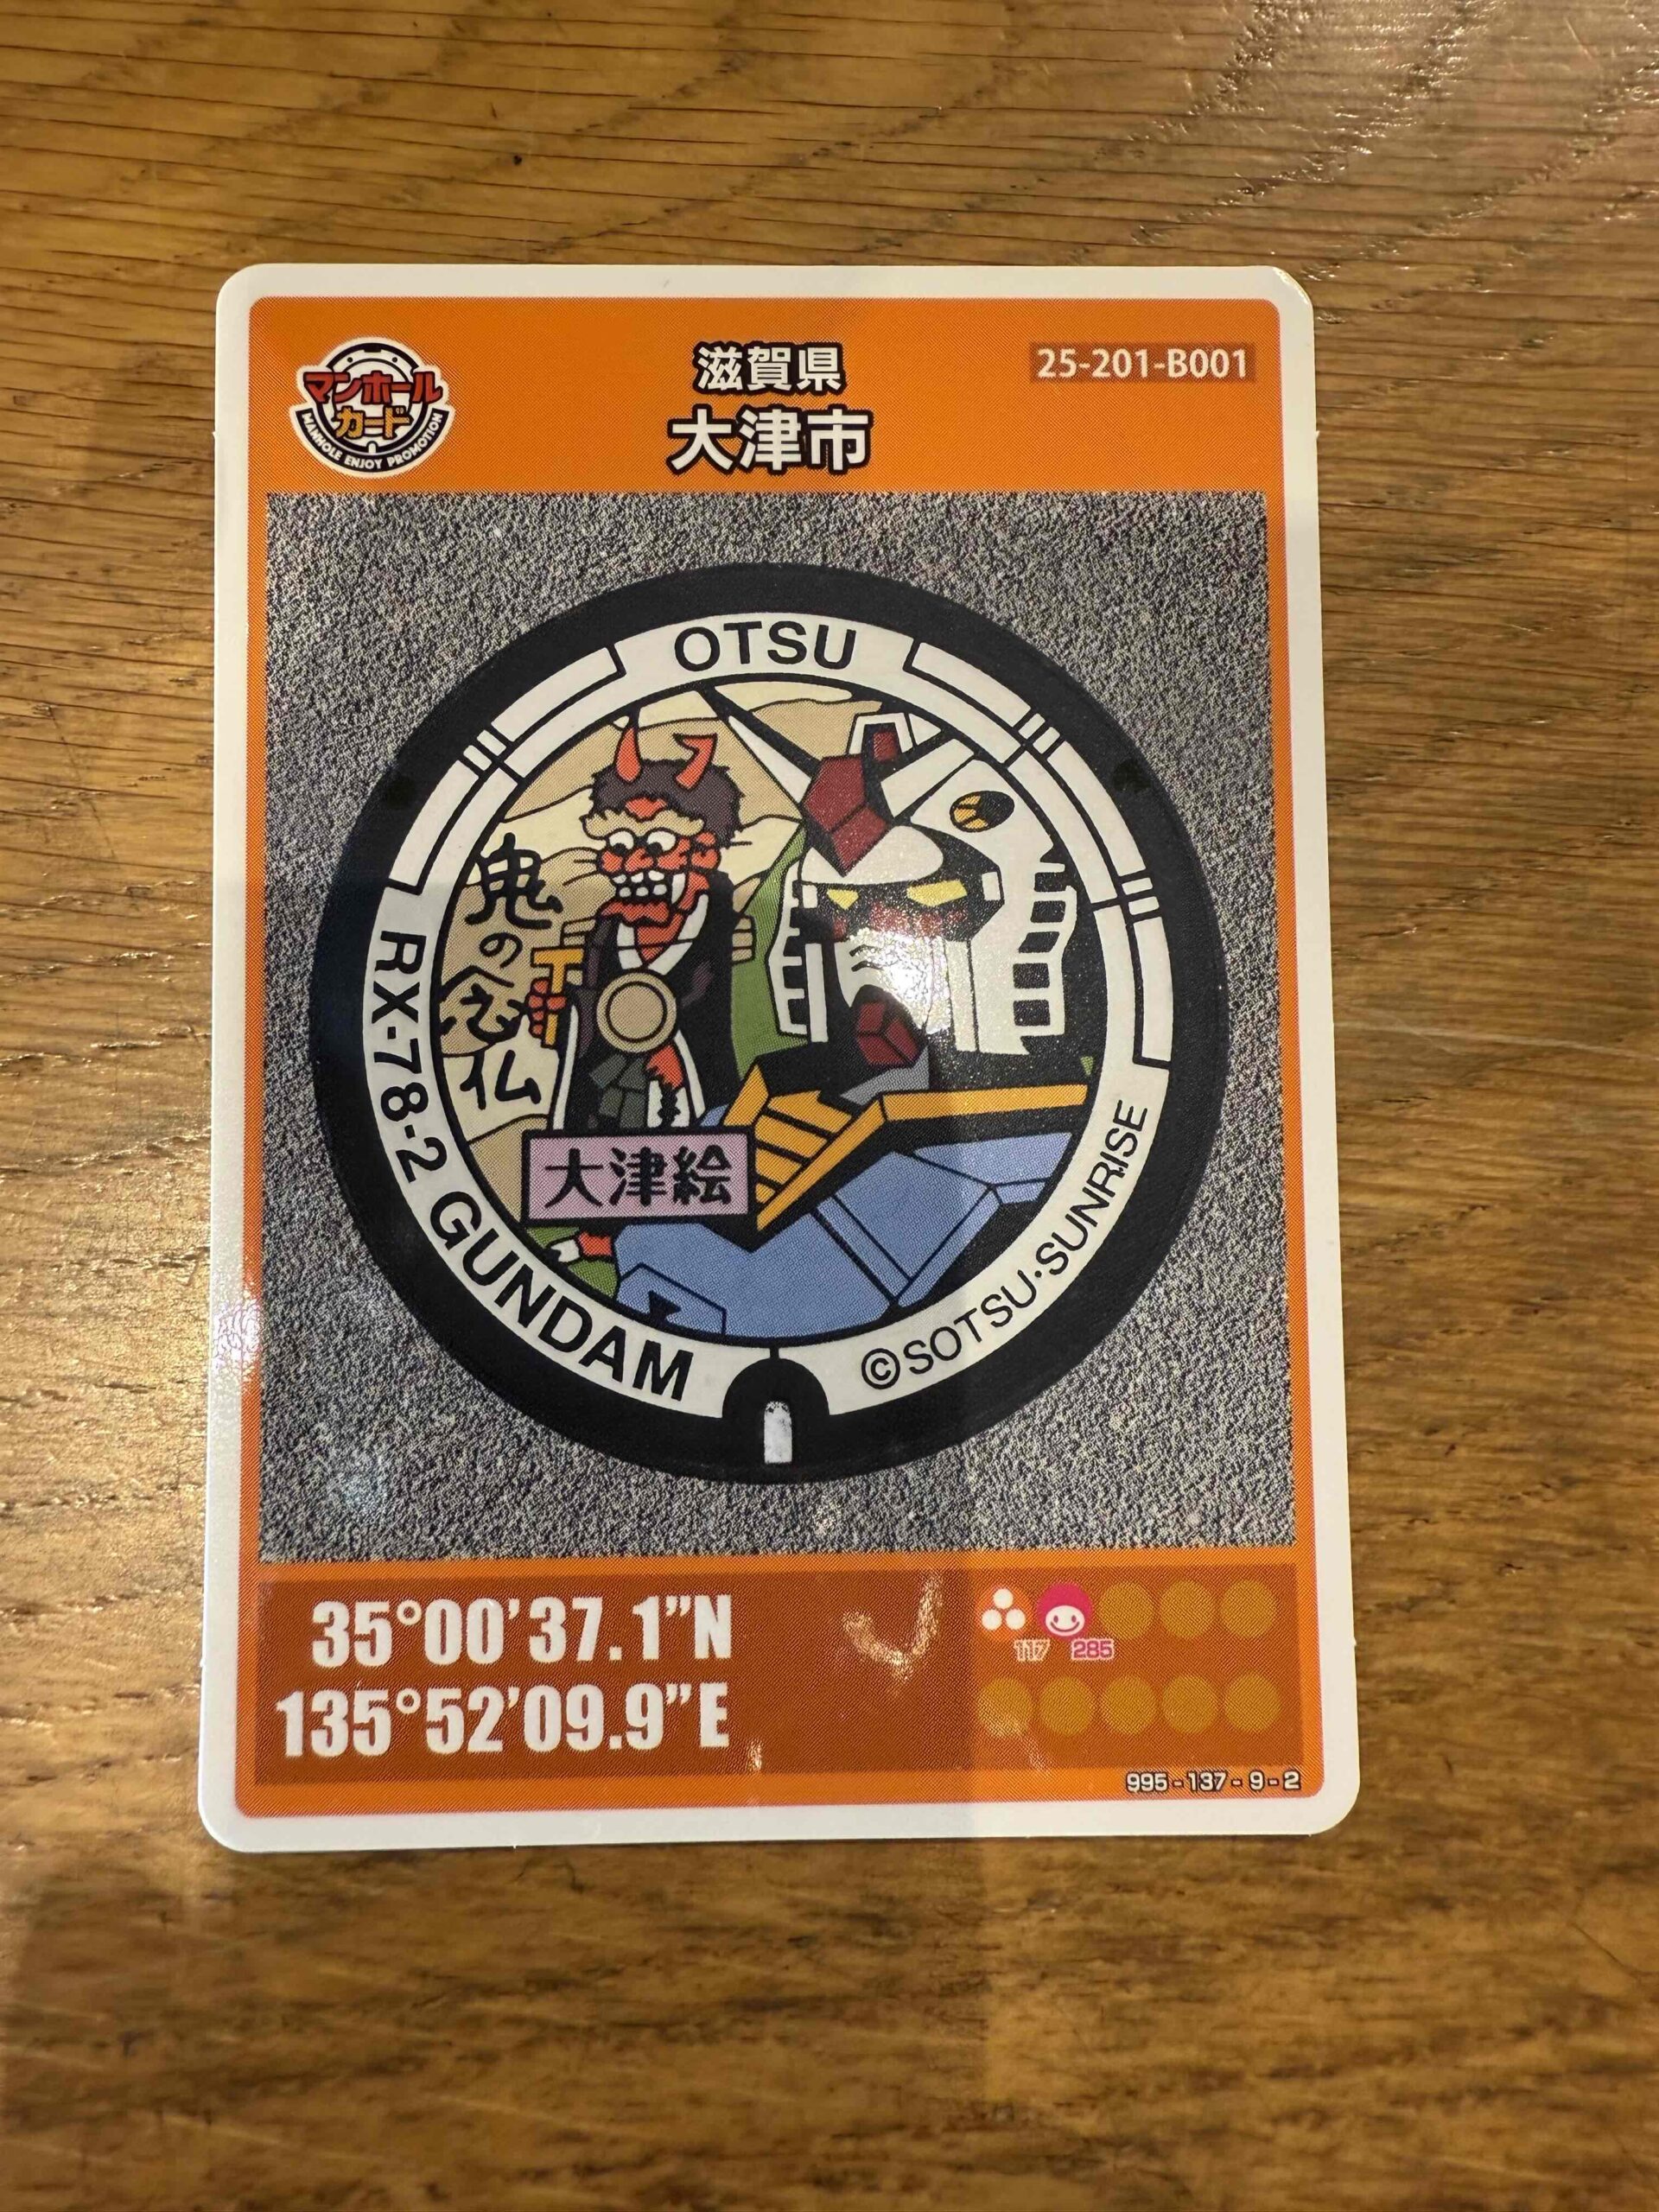 マンホール
カード
MANHOLE ENJOY PROMOTION
滋賀県
大津市
25-201-B001
OTSU
鬼の念仏
大津絵
RX-78-2 GUNDAM
©SOTSU・SUNRISE
35°00'37.1"N
135°52'09.9"E
117
285
995-137-9-2